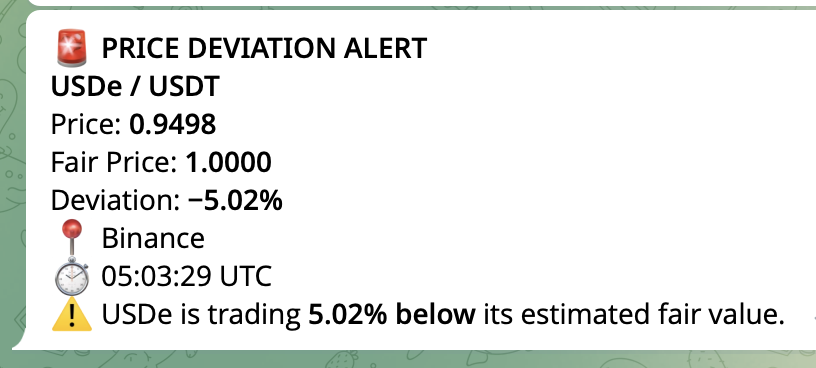 🚨 PRICE DEVIATION ALERT
USDe / USDT
Price: 0.9498
Fair Price: 1.0000
Deviation: −5.02%
📍 Binance
⏱ 05:03:29 UTC
⚠️ USDe is trading 5.02% below its estimated fair value.